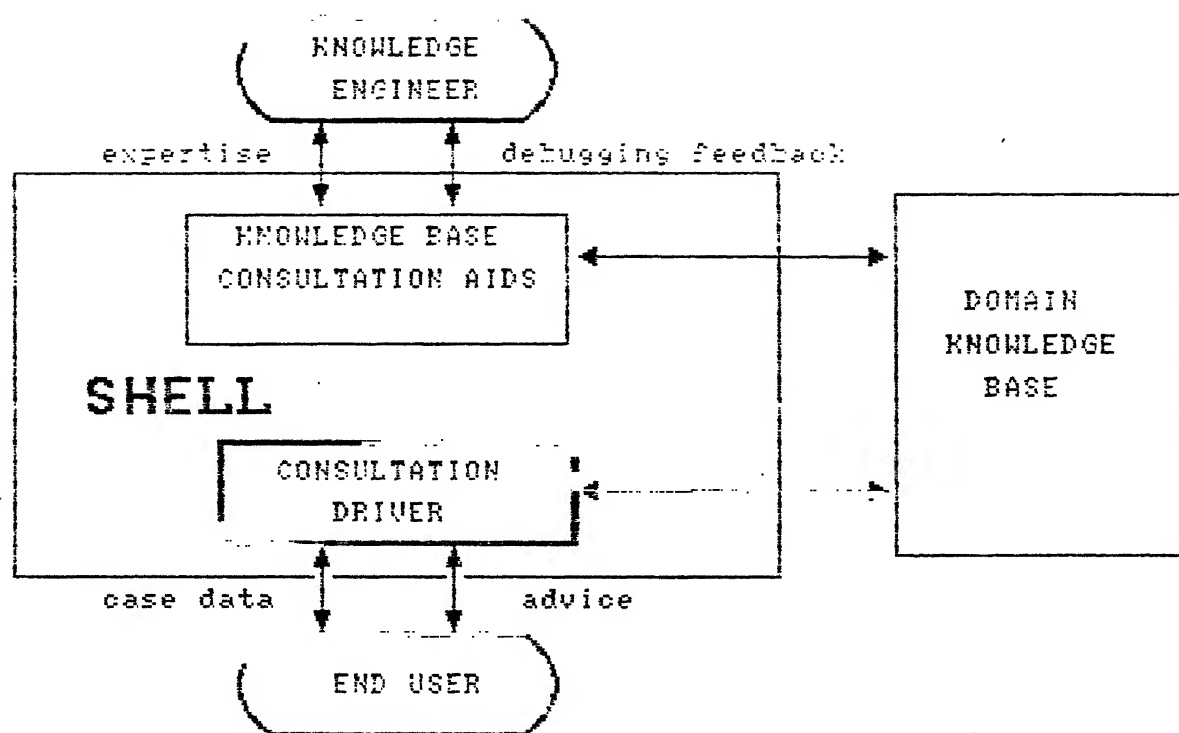 KNOWLEDGE
ENGINEER
expertise
debugging feedback
KNOWLEDGE BASE
CONSULTATION AIDS
DOMAIN
KNOWLEDGE
BASE
SHELL
CONSULTATION
DRIVER
case data
advice
END USER